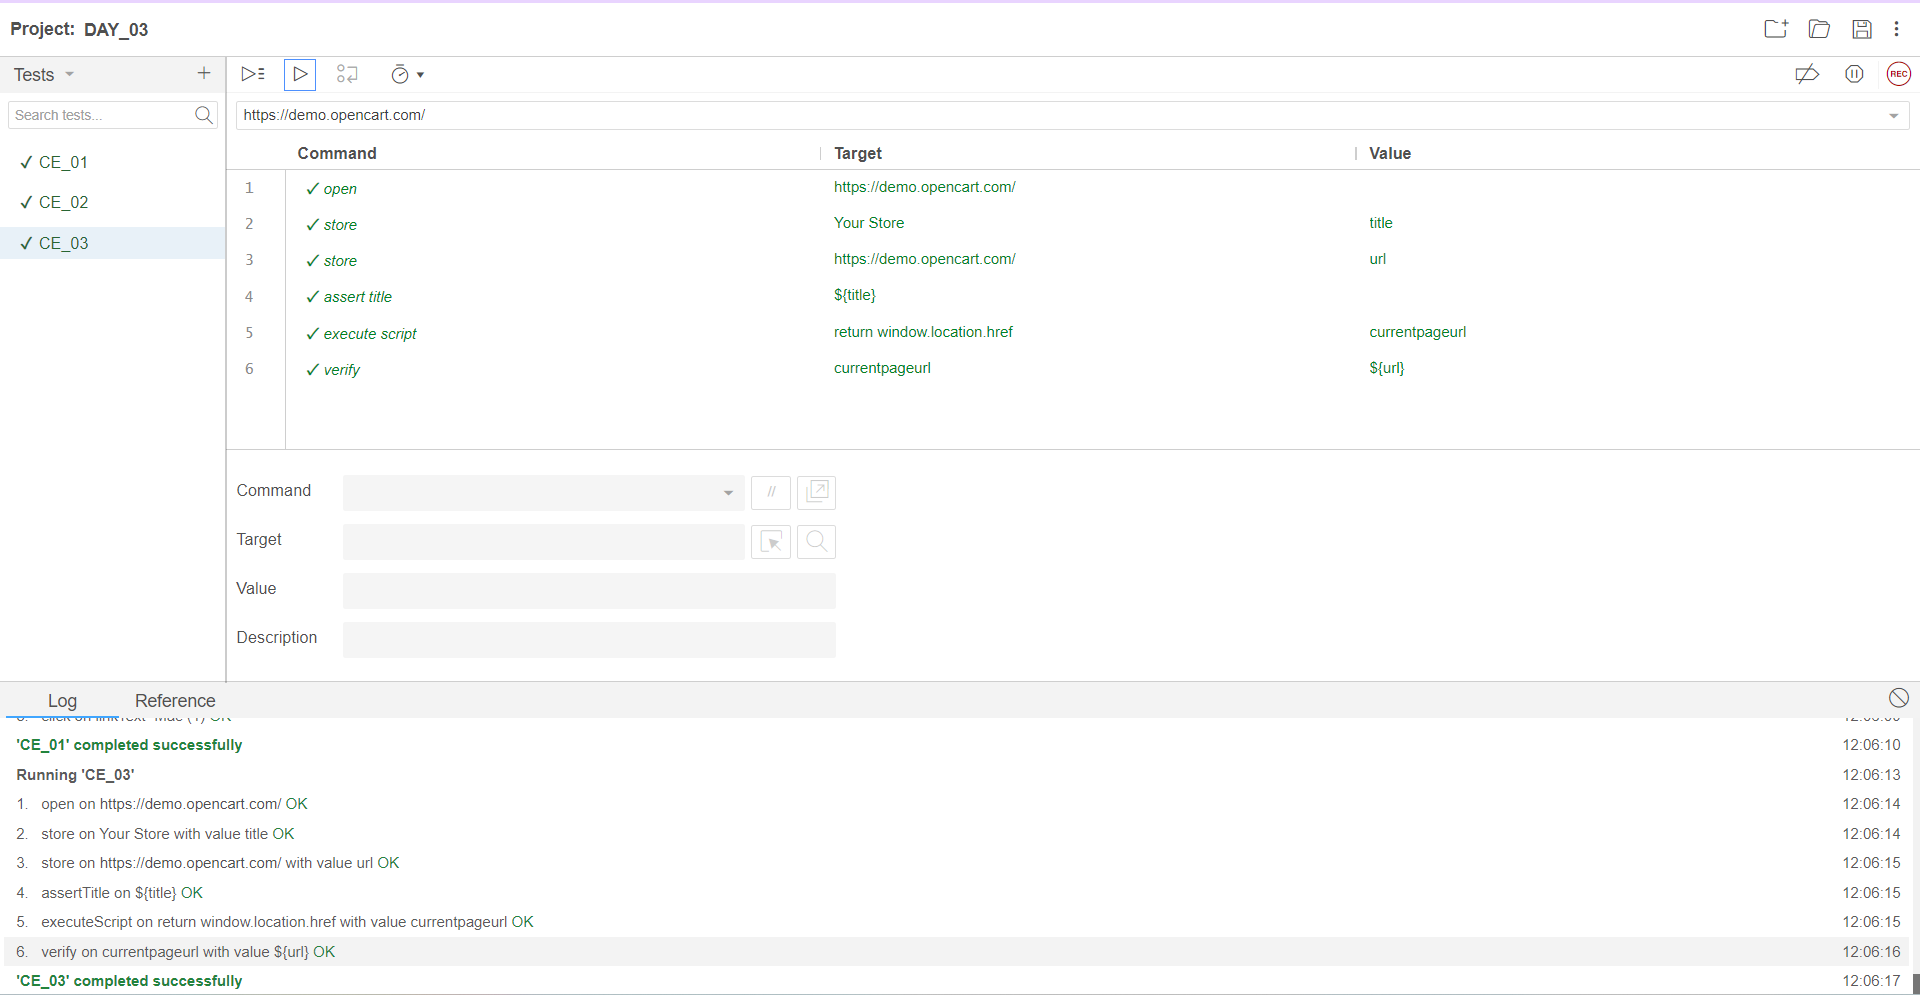 Project: DAY_03
Tests
Search tests...
✓ CE_01
✓ CE_02
✓ CE_03
REC
https://demo.opencart.com/
Command Target Value
1 ✓ open https://demo.opencart.com/
2 ✓ store Your Store title
3 ✓ store https://demo.opencart.com/ url
4 ✓ assert title ${title}
5 ✓ execute script return window.location.href currentpageurl
6 ✓ verify currentpageurl ${url}
Command //
Target
Value
Description
Log Reference
'CE_01' completed successfully 12:06:10
Running 'CE_03' 12:06:13
1. open on https://demo.opencart.com/ OK 12:06:14
2. store on Your Store with value title OK 12:06:14
3. store on https://demo.opencart.com/ with value url OK 12:06:15
4. assertTitle on ${title} OK 12:06:15
5. executeScript on return window.location.href with value currentpageurl OK 12:06:15
6. verify on currentpageurl with value ${url} OK 12:06:16
'CE_03' completed successfully 12:06:17